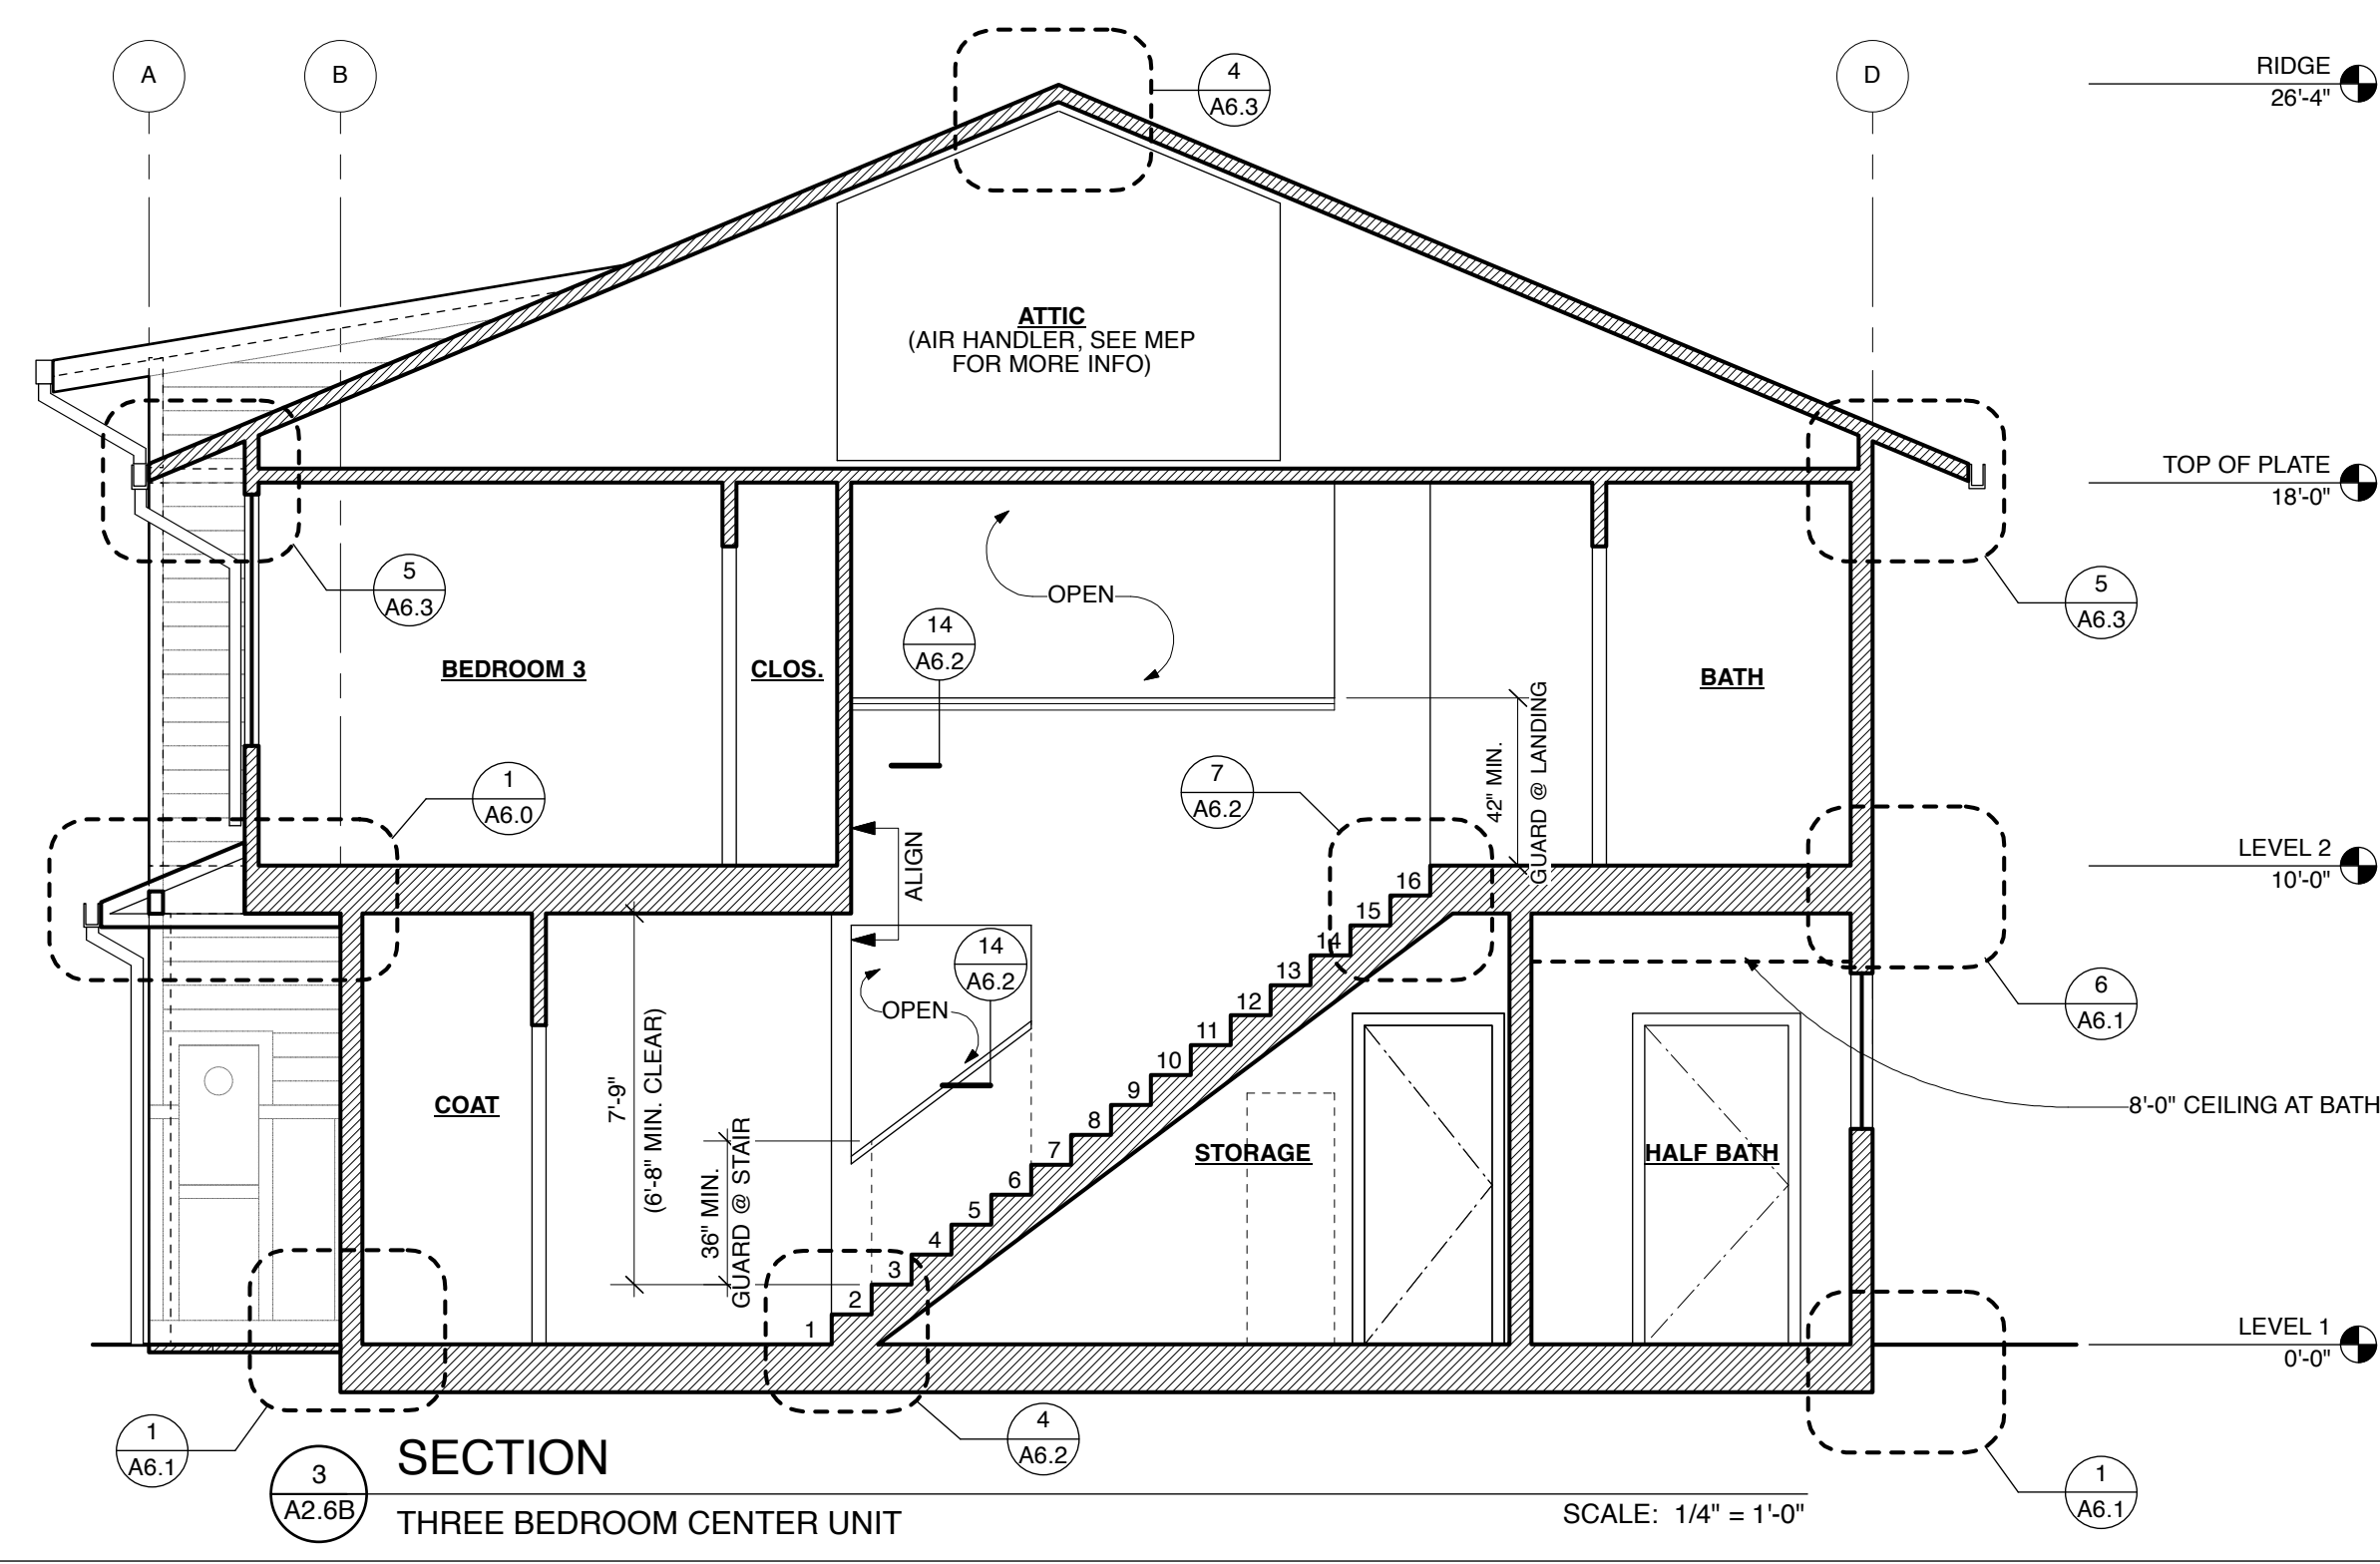 A
B
4
A6.3
D
RIDGE
26'-4"
ATTIC
(AIR HANDLER, SEE MEP
FOR MORE INFO)
TOP OF PLATE
18'-0"
5
A6.3
OPEN
5
A6.3
14
A6.2
BEDROOM 3
CLOS.
BATH
42" MIN.
GUARD @ LANDING
1
A6.0
7
A6.2
ALIGN
LEVEL 2
10'-0"
16
15
14
13
12
11
10
9
8
7
6
5
4
3
2
1
14
A6.2
OPEN
6
A6.1
7'-9"
(6'-8" MIN. CLEAR)
COAT
8'-0" CEILING AT BATH
36" MIN.
GUARD @ STAIR
STORAGE
HALF BATH
LEVEL 1
0'-0"
1
A6.1
4
A6.2
1
A6.1
3
A2.6B
SECTION
THREE BEDROOM CENTER UNIT
SCALE: 1/4" = 1'-0"